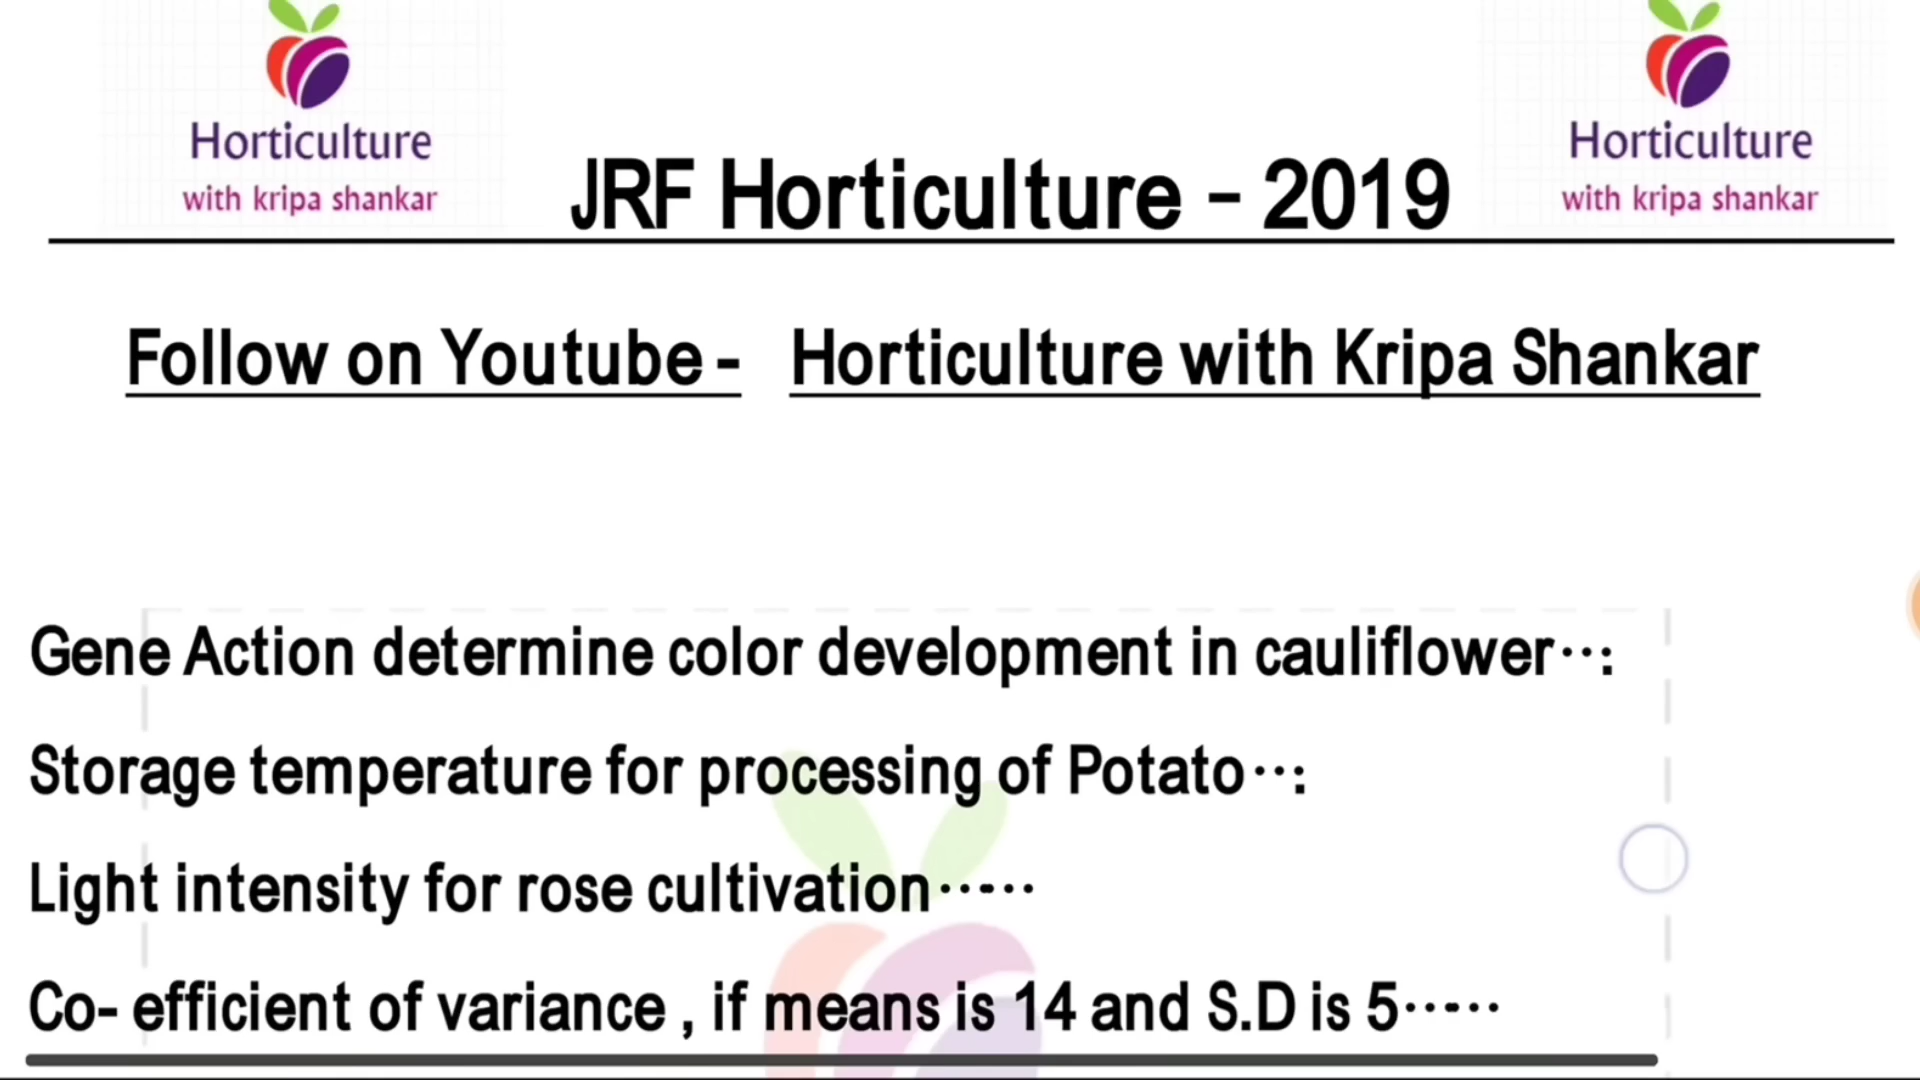 Horticulture
with kripa shankar
Horticulture
with kripa shankar
JRF Horticulture - 2019
Follow on Youtube - Horticulture with Kripa Shankar
Gene Action determine color development in cauliflower…:
Storage temperature for processing of Potato…:
Light intensity for rose cultivation……
Co- efficient of variance , if means is 14 and S.D is 5……